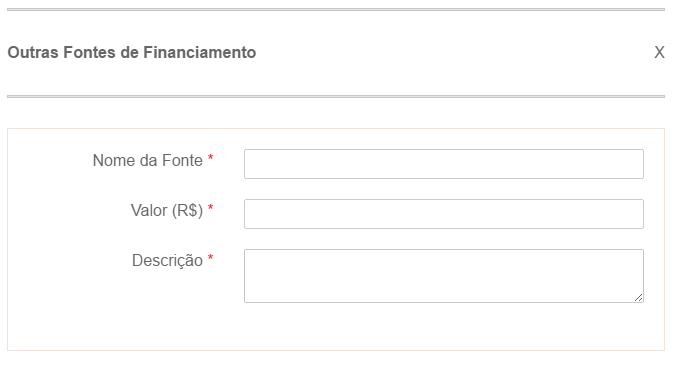 Outras Fontes de Financiamento X
Nome da Fonte *
Valor (R$) *
Descrição *